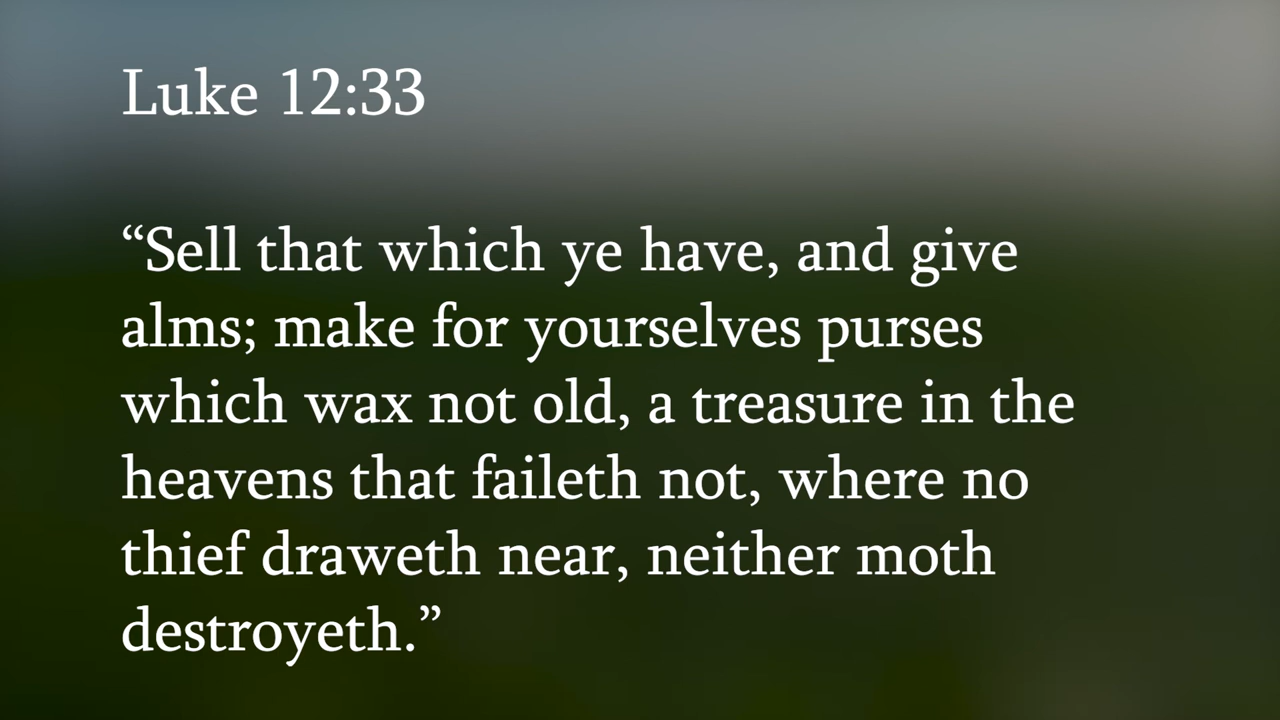 Luke 12:33
“Sell that which ye have, and give
alms; make for yourselves purses
which wax not old, a treasure in the
heavens that faileth not, where no
thief draweth near, neither moth
destroyeth.”